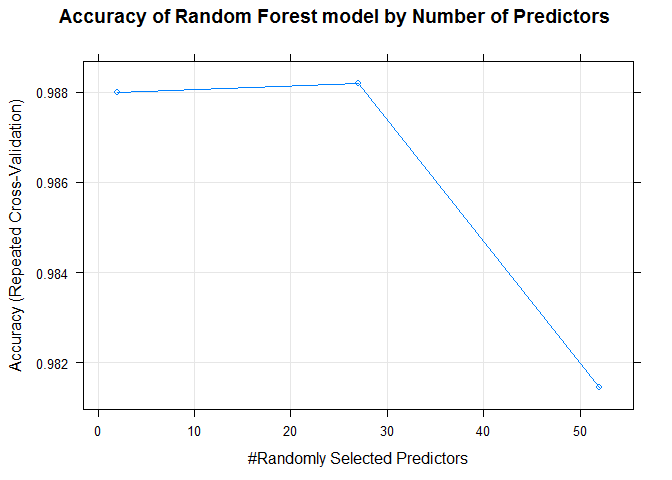 Accuracy of Random Forest model by Number of Predictors
Accuracy (Repeated Cross-Validation)
0.988
0.986
0.984
0.982
0 10 20 30 40 50
#Randomly Selected Predictors